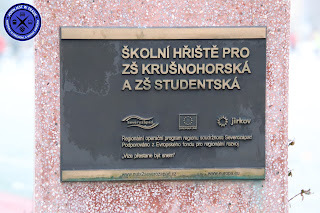 ŠKOLNÍ HŘIŠTĚ PRO
ZŠ KRUŠNOHORSKÁ
A ZŠ STUDENTSKÁ
severozápad
jirkov
Regionální operační program regionu soudržnosti Severozápad
Podporováno z Evropského fondu pro regionální rozvoj
„Vize přestane být snem“